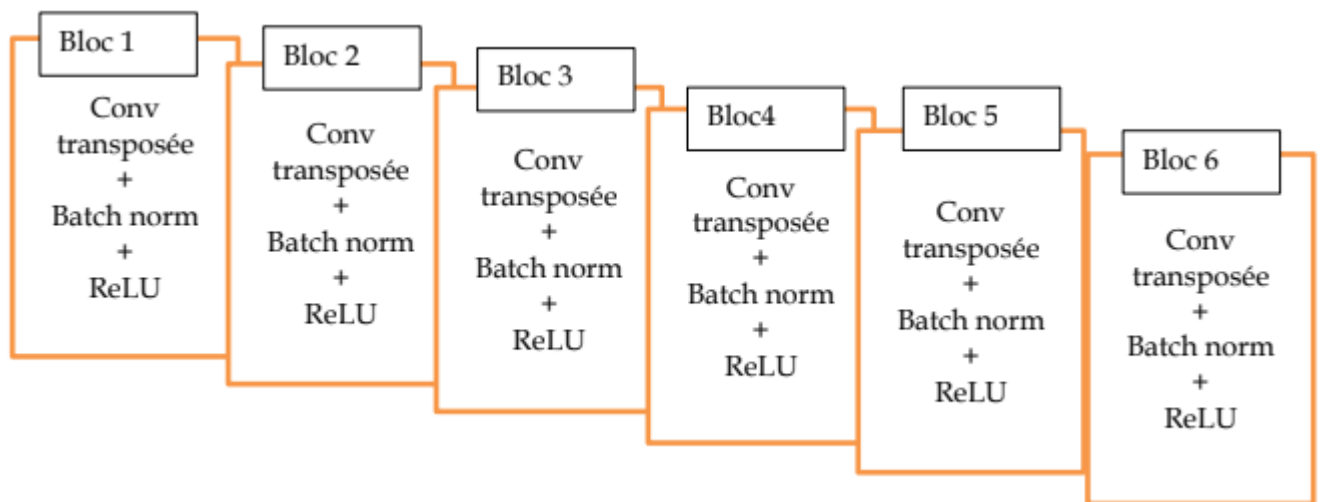 Bloc 1
Conv
transposée
+
Batch norm
+
ReLU
Bloc 2
Conv
transposée
+
Batch norm
+
ReLU
Bloc 3
Conv
transposée
+
Batch norm
+
ReLU
Bloc4
Conv
transposée
+
Batch norm
+
ReLU
Bloc 5
Conv
transposée
+
Batch norm
+
ReLU
Bloc 6
Conv
transposée
+
Batch norm
+
ReLU